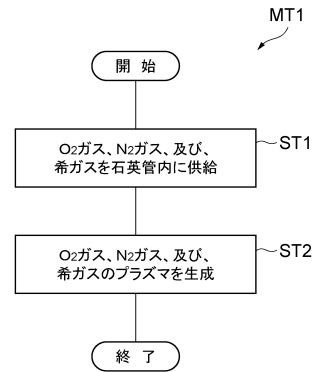 MT1
開 始
O2ガス、N2ガス、及び、
希ガスを石英管内に供給
ST1
O2ガス、N2ガス、及び、
希ガスのプラズマを生成
ST2
終 了